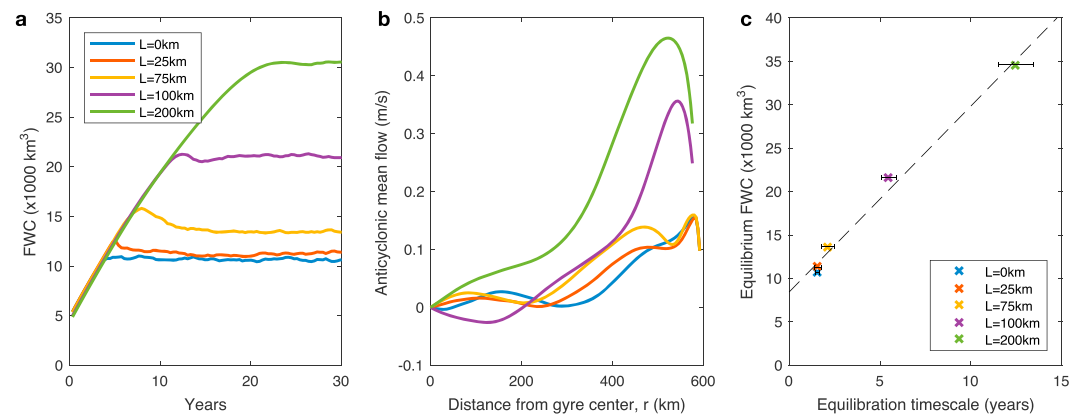 a
35
30
25
20
15
10
5
0
FWC (x1000 km³)
L=0km
L=25km
L=75km
L=100km
L=200km
0 10 20 30
Years
b
0.5
0.4
0.3
0.2
0.1
0
-0.1
Anticyclonic mean flow (m/s)
0 200 400 600
Distance from gyre center, r (km)
c
40
35
30
25
20
15
10
5
0
Equilibrium FWC (x1000 km³)
L=0km
L=25km
L=75km
L=100km
L=200km
0 5 10 15
Equilibration timescale (years)